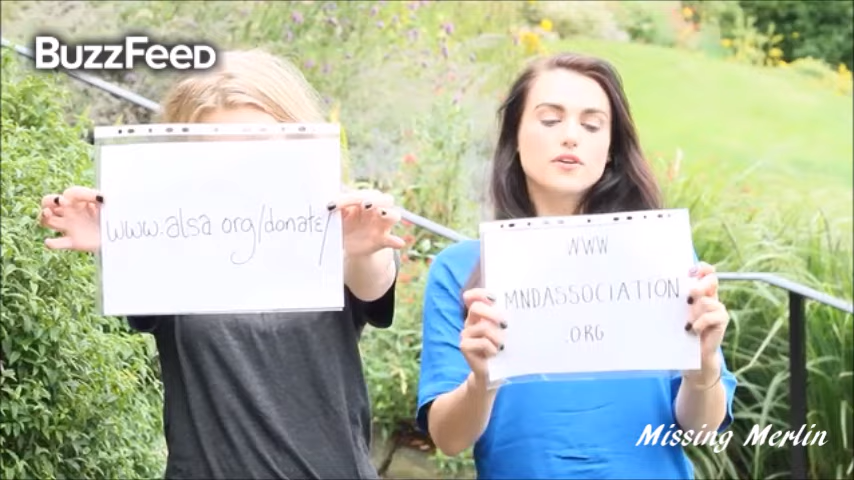 BuzzFeed
www.alsa.org/donate/
WWW
MNDASSOCIATION
.ORG
Missing Merlin